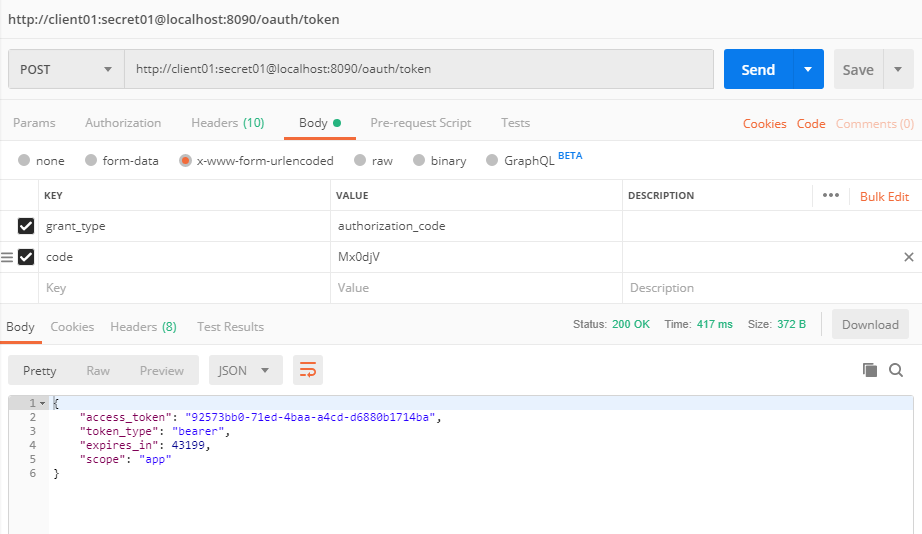 http://client01:secret01@localhost:8090/oauth/token
POST http://client01:secret01@localhost:8090/oauth/token Send Save
Params Authorization Headers (10) Body Pre-request Script Tests Cookies Code Comments (0)
none form-data x-www-form-urlencoded raw binary GraphQL BETA
KEY VALUE DESCRIPTION ••• Bulk Edit
grant_type authorization_code
code Mx0djV
Key Value Description
Body Cookies Headers (8) Test Results Status: 200 OK Time: 417 ms Size: 372 B Download
Pretty Raw Preview JSON
1 {
2 "access_token": "92573bb0-71ed-4baa-a4cd-d6880b1714ba",
3 "token_type": "bearer",
4 "expires_in": 43199,
5 "scope": "app"
6 }